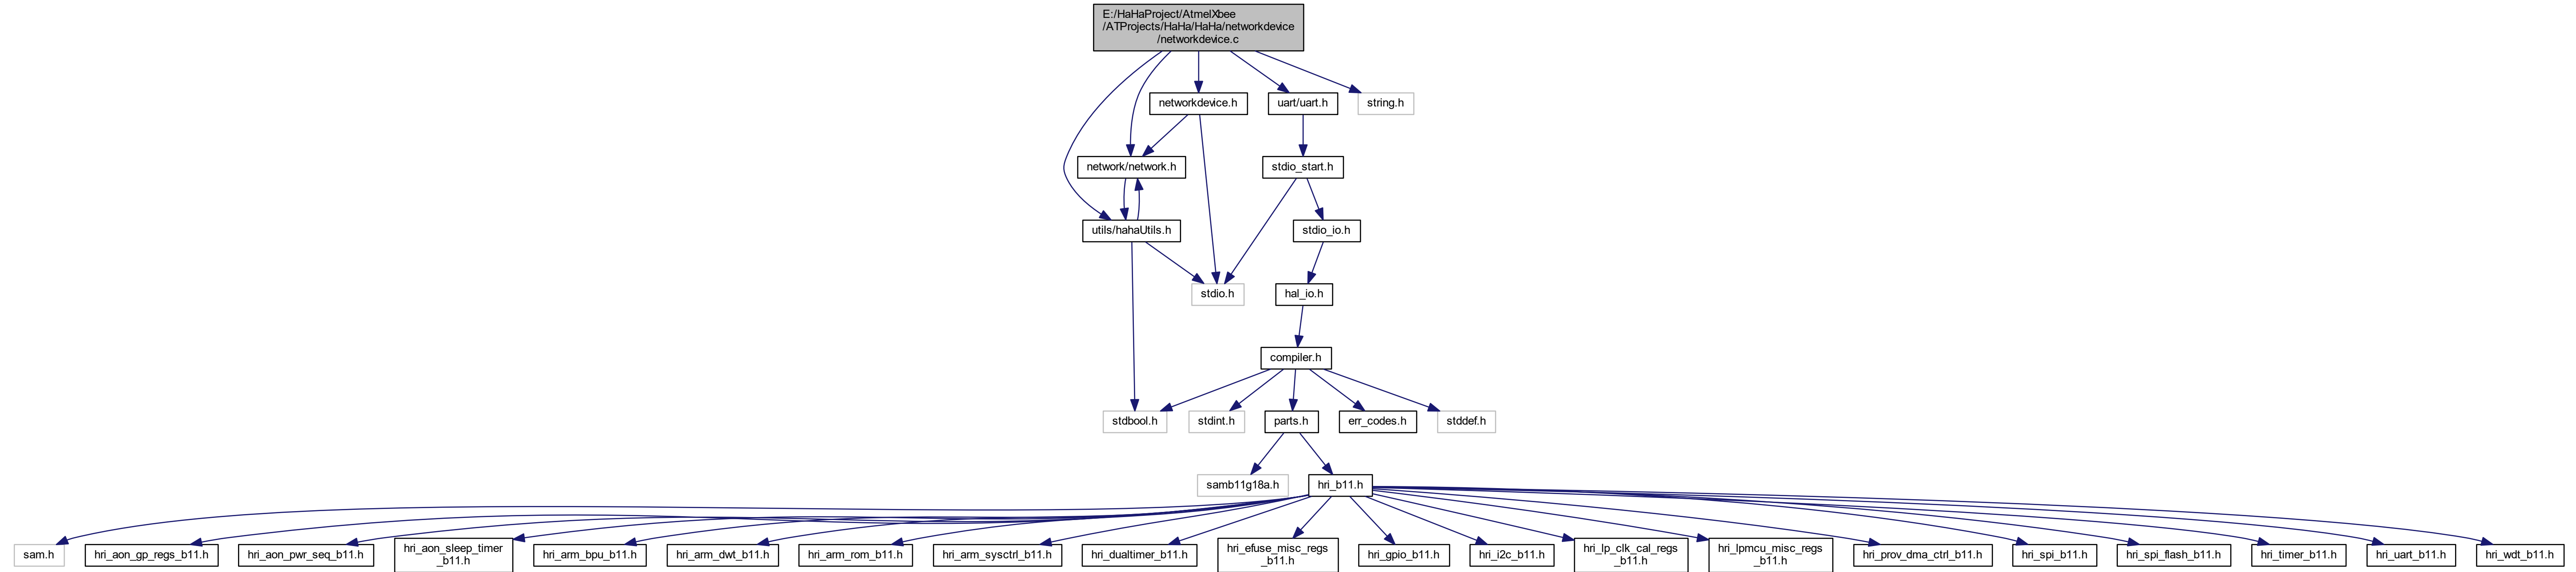 E:/HaHaProject/AtmelXbee
/ATProjects/HaHa/HaHa/networkdevice
/networkdevice.c
networkdevice.h
uart/uart.h
string.h
network/network.h
stdio_start.h
utils/hahaUtils.h
stdio_io.h
stdio.h
hal_io.h
compiler.h
stdbool.h
stdint.h
parts.h
err_codes.h
stddef.h
samb11g18a.h
hri_b11.h
sam.h
hri_aon_gp_regs_b11.h
hri_aon_pwr_seq_b11.h
hri_aon_sleep_timer
_b11.h
hri_arm_bpu_b11.h
hri_arm_dwt_b11.h
hri_arm_rom_b11.h
hri_arm_sysctrl_b11.h
hri_dualtimer_b11.h
hri_efuse_misc_regs
_b11.h
hri_gpio_b11.h
hri_i2c_b11.h
hri_lp_clk_cal_regs
_b11.h
hri_lpmcu_misc_regs
_b11.h
hri_prov_dma_ctrl_b11.h
hri_spi_b11.h
hri_spi_flash_b11.h
hri_timer_b11.h
hri_uart_b11.h
hri_wdt_b11.h